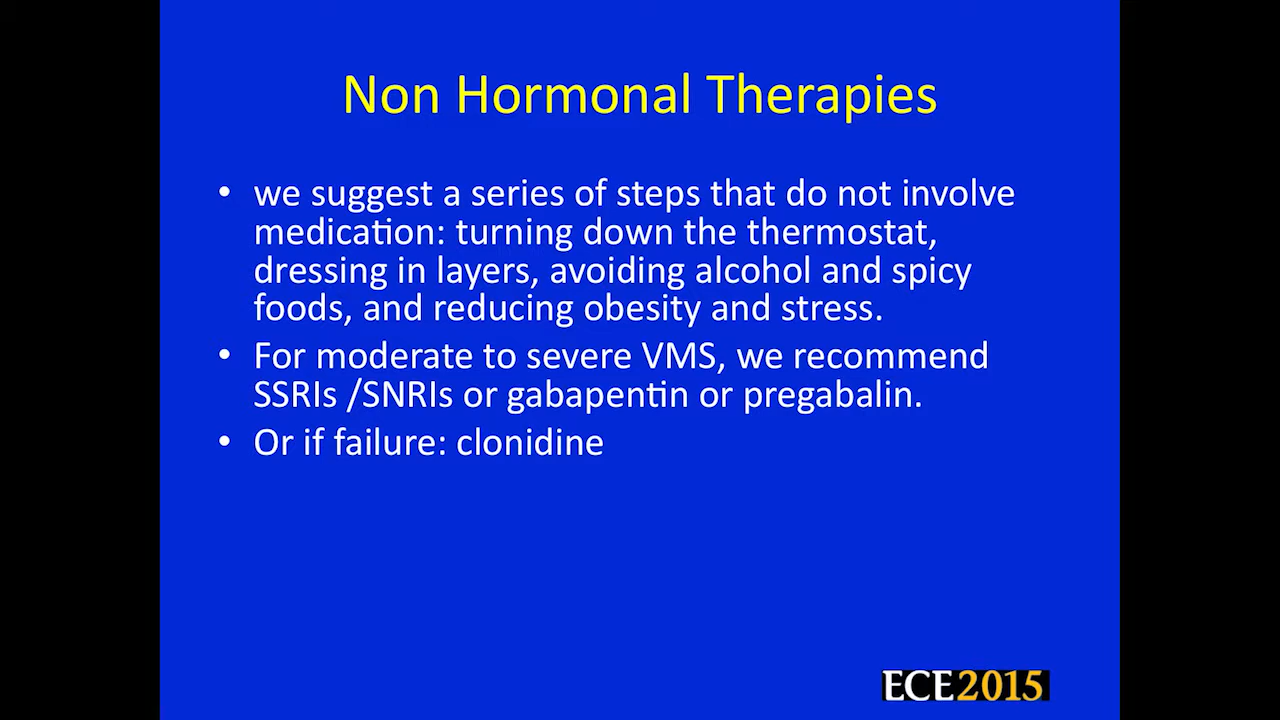 Non Hormonal Therapies
• we suggest a series of steps that do not involve
medication: turning down the thermostat,
dressing in layers, avoiding alcohol and spicy
foods, and reducing obesity and stress.
• For moderate to severe VMS, we recommend
SSRIs /SNRIs or gabapentin or pregabalin.
• Or if failure: clonidine
ECE2015